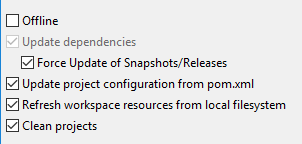 Offline
Update dependencies
Force Update of Snapshots/Releases
Update project configuration from pom.xml
Refresh workspace resources from local filesystem
Clean projects